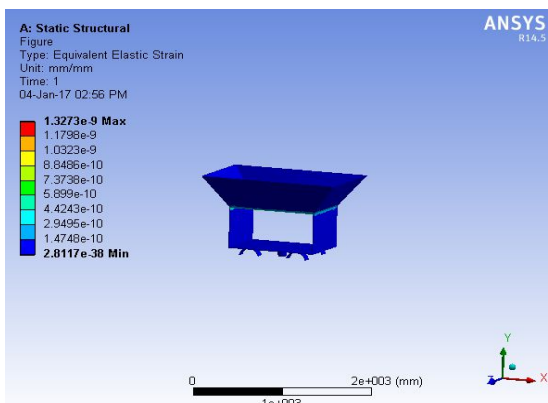 A: Static Structural
Figure
Type: Equivalent Elastic Strain
Unit: mm/mm
Time: 1
04-Jan-17 02:56 PM
ANSYS
R14.5
1.3273e-9 Max
1.1798e-9
1.0323e-9
8.8486e-10
7.3738e-10
5.899e-10
4.4243e-10
2.9495e-10
1.4748e-10
2.8117e-38 Min
Y
X
Z
0
2e+003 (mm)
1e+003